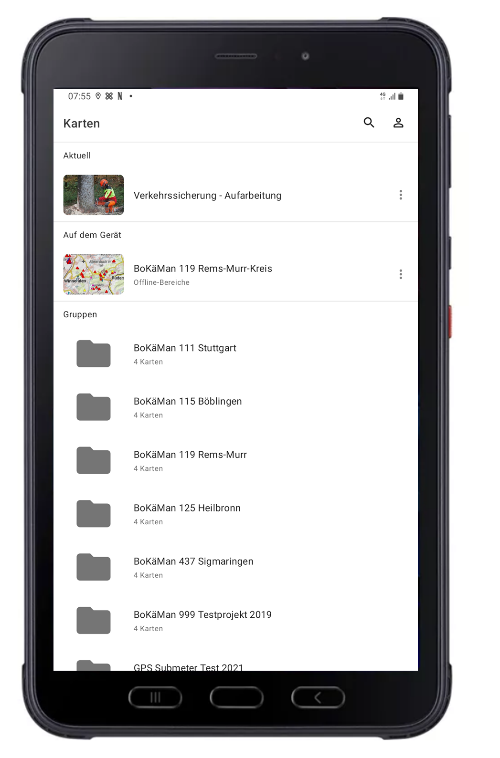 07:55
Karten
Aktuell
Verkehrssicherung - Aufarbeitung
Auf dem Gerät
BoKäMan 119 Rems-Murr-Kreis
Offline-Bereiche
Gruppen
BoKäMan 111 Stuttgart
4 Karten
BoKäMan 115 Böblingen
4 Karten
BoKäMan 119 Rems-Murr
4 Karten
BoKäMan 125 Heilbronn
4 Karten
BoKäMan 437 Sigmaringen
4 Karten
BoKäMan 999 Testprojekt 2019
4 Karten
GPS Submeter Test 2021